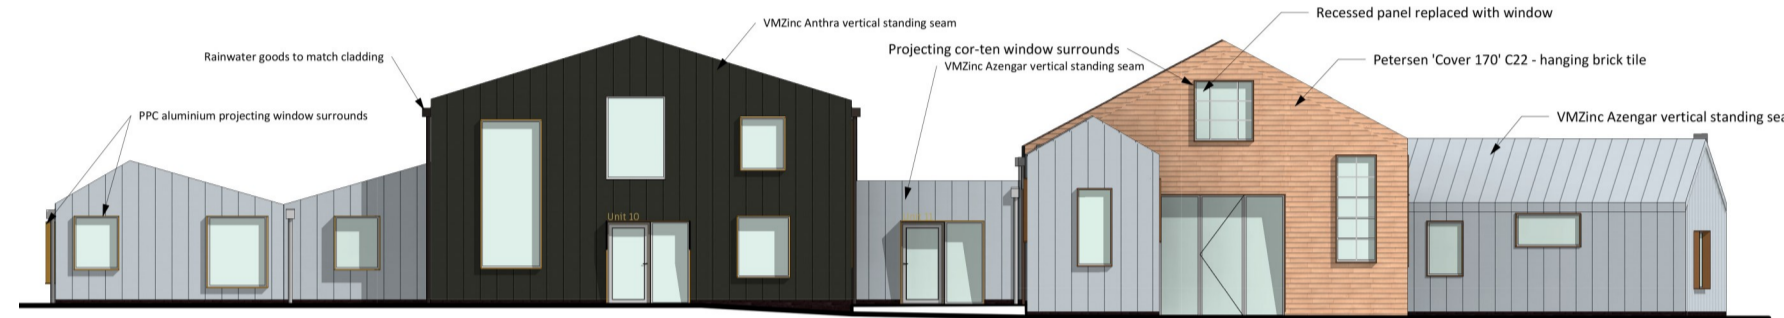 Recessed panel replaced with window
VMZinc Anthra vertical standing seam
Projecting cor-ten window surrounds
Rainwater goods to match cladding
VMZinc Azengar vertical standing seam
Petersen 'Cover 170' C22 - hanging brick tile
PPC aluminium projecting window surrounds
VMZinc Azengar vertical standing sea
Unit 10